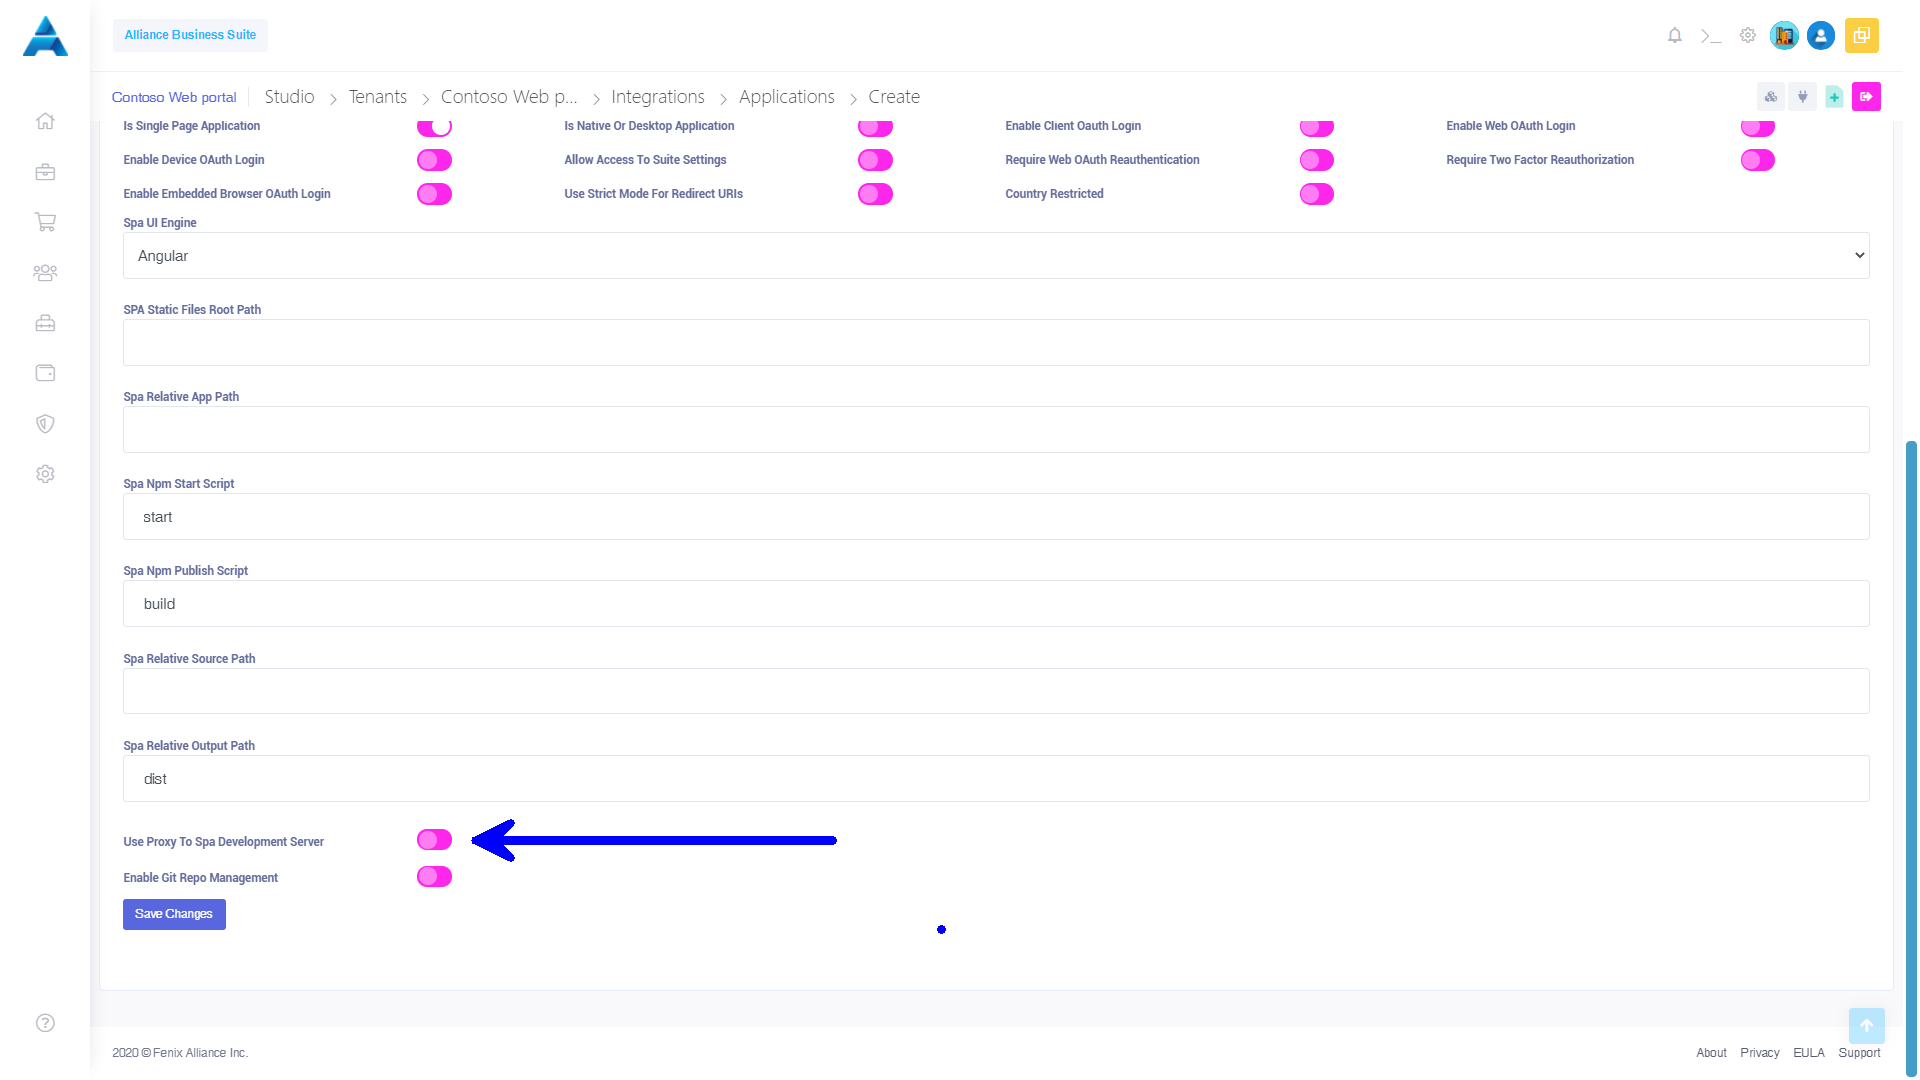 Alliance Business Suite
Contoso Web portal
Studio > Tenants > Contoso Web p... > Integrations > Applications > Create
Is Single Page Application
Is Native Or Desktop Application
Enable Client Oauth Login
Enable Web OAuth Login
Enable Device OAuth Login
Allow Access To Suite Settings
Require Web OAuth Reauthentication
Require Two Factor Reauthorization
Enable Embedded Browser OAuth Login
Use Strict Mode For Redirect URIs
Country Restricted
Spa UI Engine
Angular
SPA Static Files Root Path
Spa Relative App Path
Spa Npm Start Script
start
Spa Npm Publish Script
build
Spa Relative Source Path
Spa Relative Output Path
dist
Use Proxy To Spa Development Server
Enable Git Repo Management
Save Changes
2020 © Fenix Alliance Inc.
About Privacy EULA Support